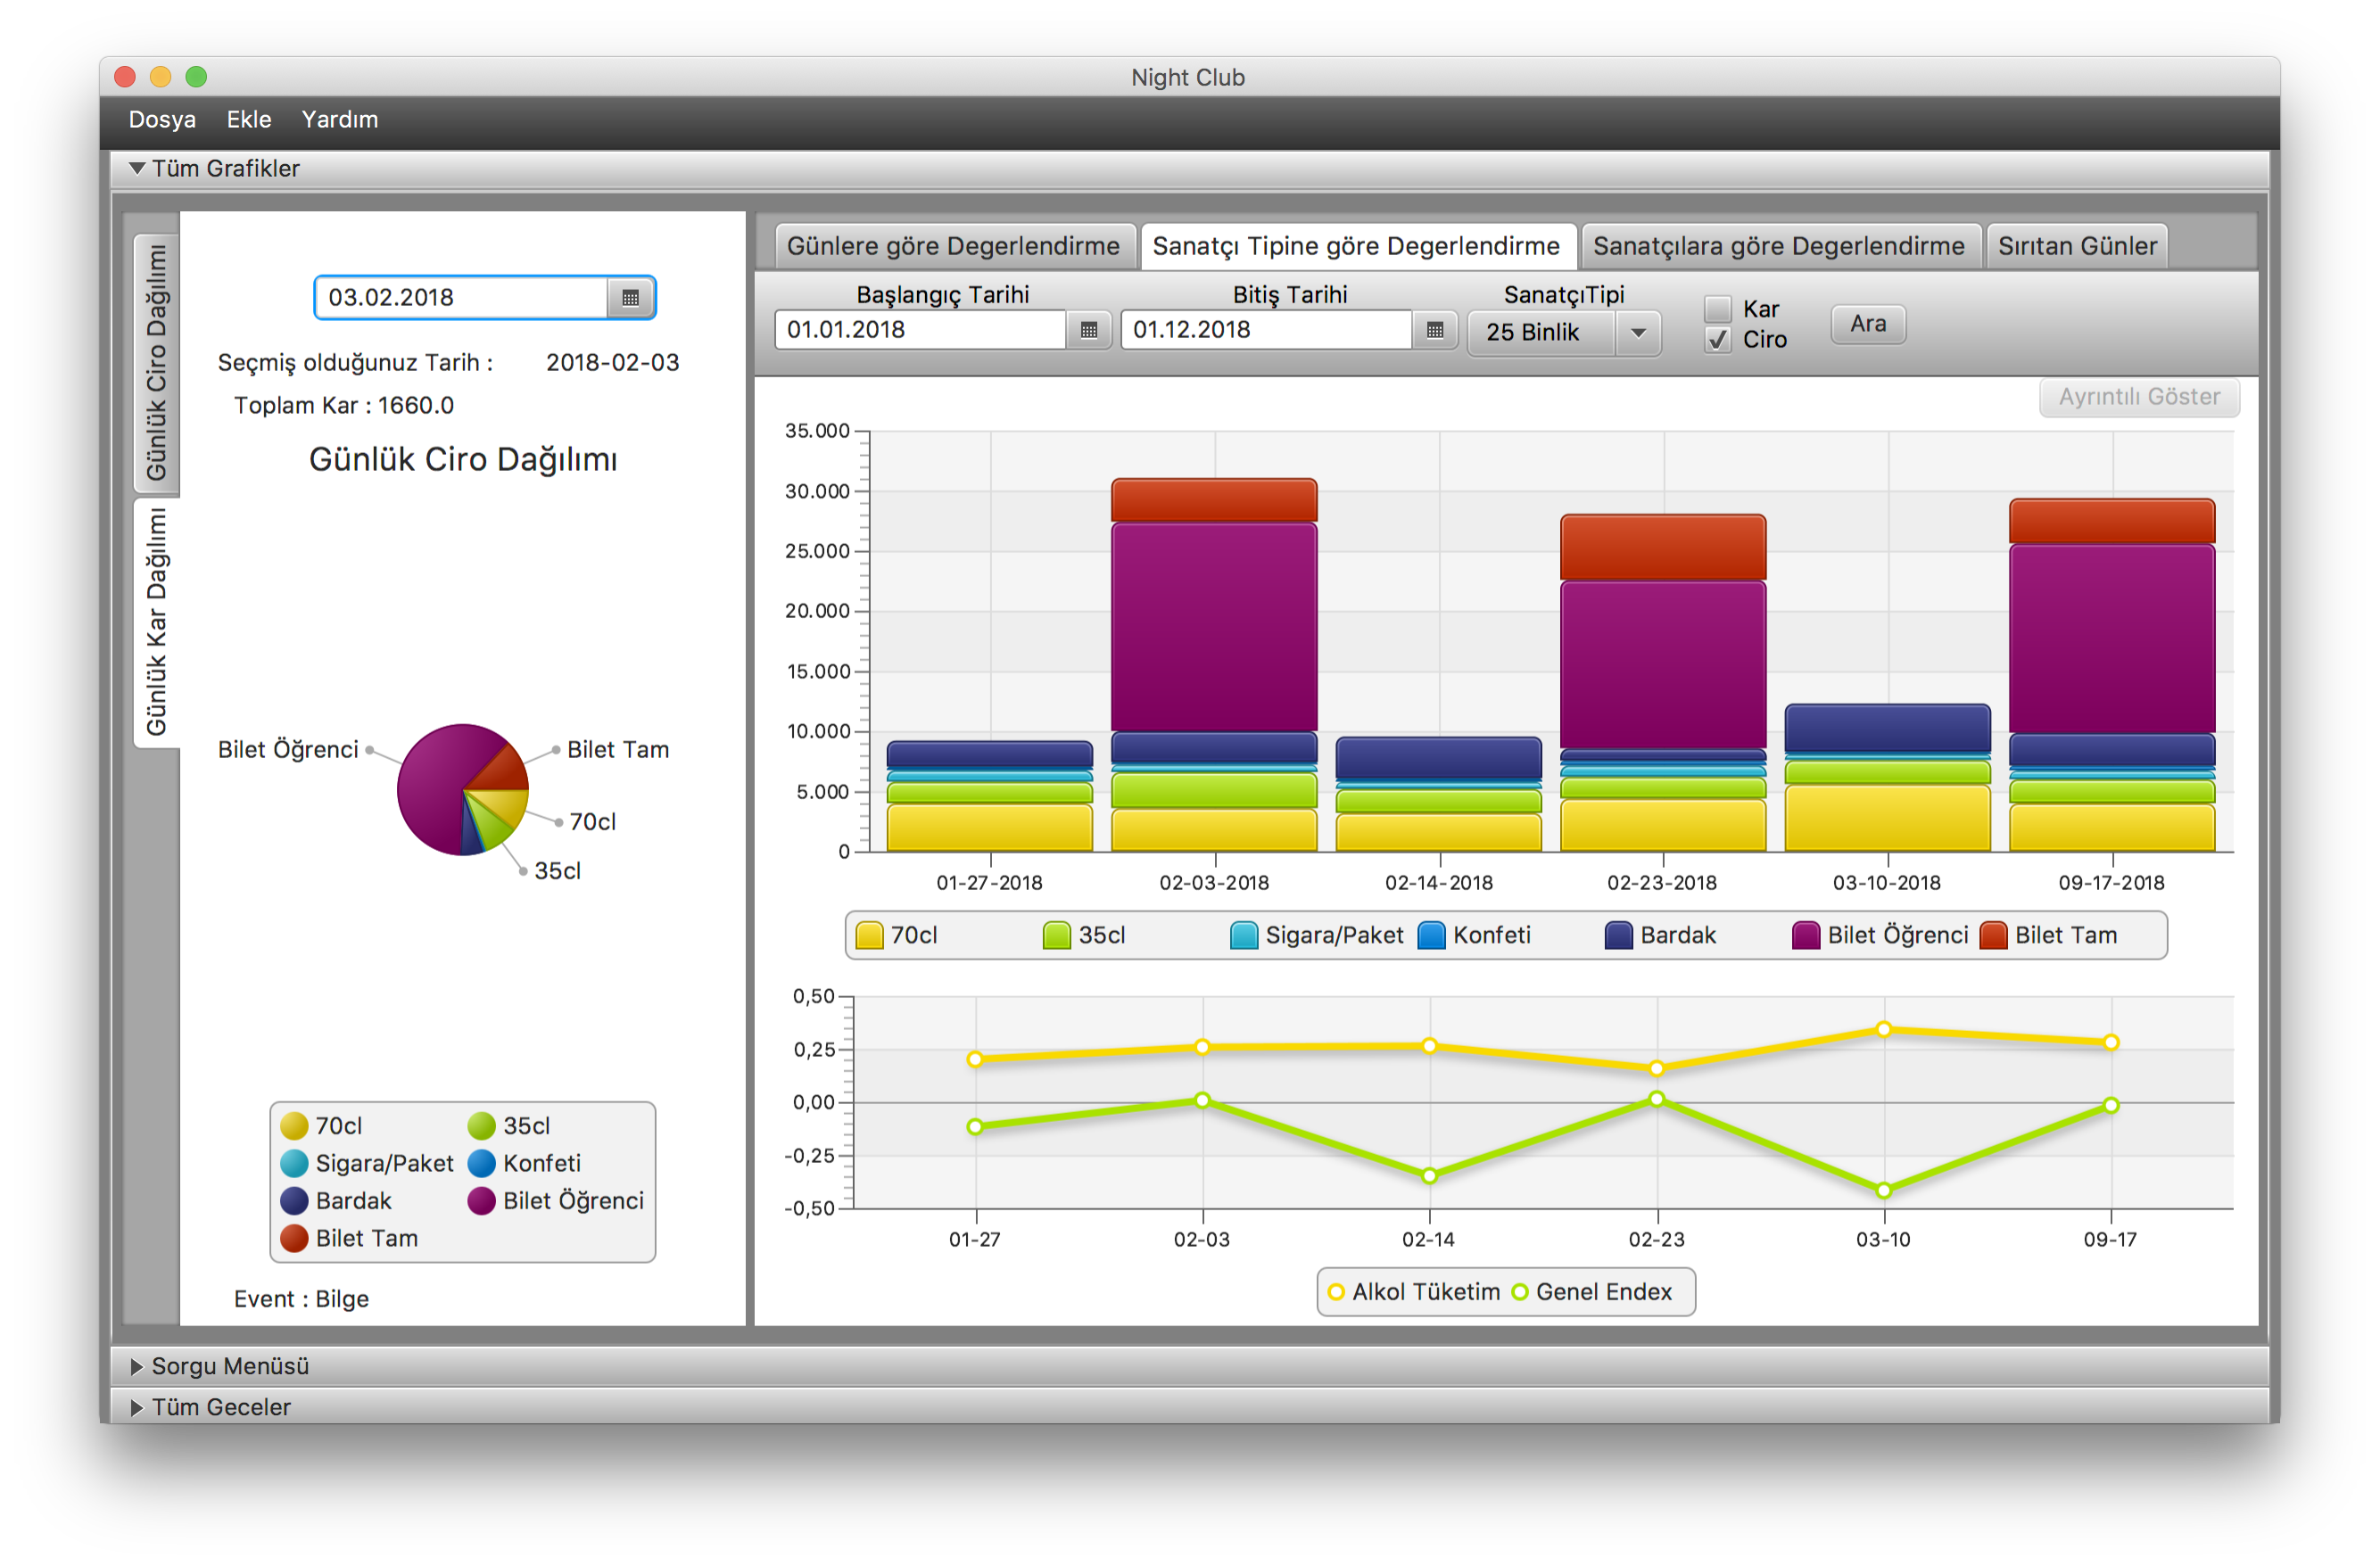 Night Club
Dosya Ekle Yardım
Tüm Grafikler
Günlük Ciro Dağılımı
Günlük Kar Dağılımı
03.02.2018
Seçmiş olduğunuz Tarih : 2018-02-03
Toplam Kar : 1660.0
Günlük Ciro Dağılımı
Bilet Öğrenci
Bilet Tam
70cl
35cl
70cl 35cl
Sigara/Paket Konfeti
Bardak Bilet Öğrenci
Bilet Tam
Event : Bilge
Günlere göre Degerlendirme Sanatçı Tipine göre Degerlendirme Sanatçılara göre Degerlendirme Sırıtan Günler
Başlangıç Tarihi Bitiş Tarihi SanatçıTipi
01.01.2018 01.12.2018 25 Binlik
Kar
Ciro
Ara
Ayrıntılı Göster
35.000
30.000
25.000
20.000
15.000
10.000
5.000
0
01-27-2018 02-03-2018 02-14-2018 02-23-2018 03-10-2018 09-17-2018
70cl 35cl Sigara/Paket Konfeti Bardak Bilet Öğrenci Bilet Tam
0,50
0,25
0,00
-0,25
-0,50
01-27 02-03 02-14 02-23 03-10 09-17
Alkol Tüketim Genel Endex
Sorgu Menüsü
Tüm Geceler